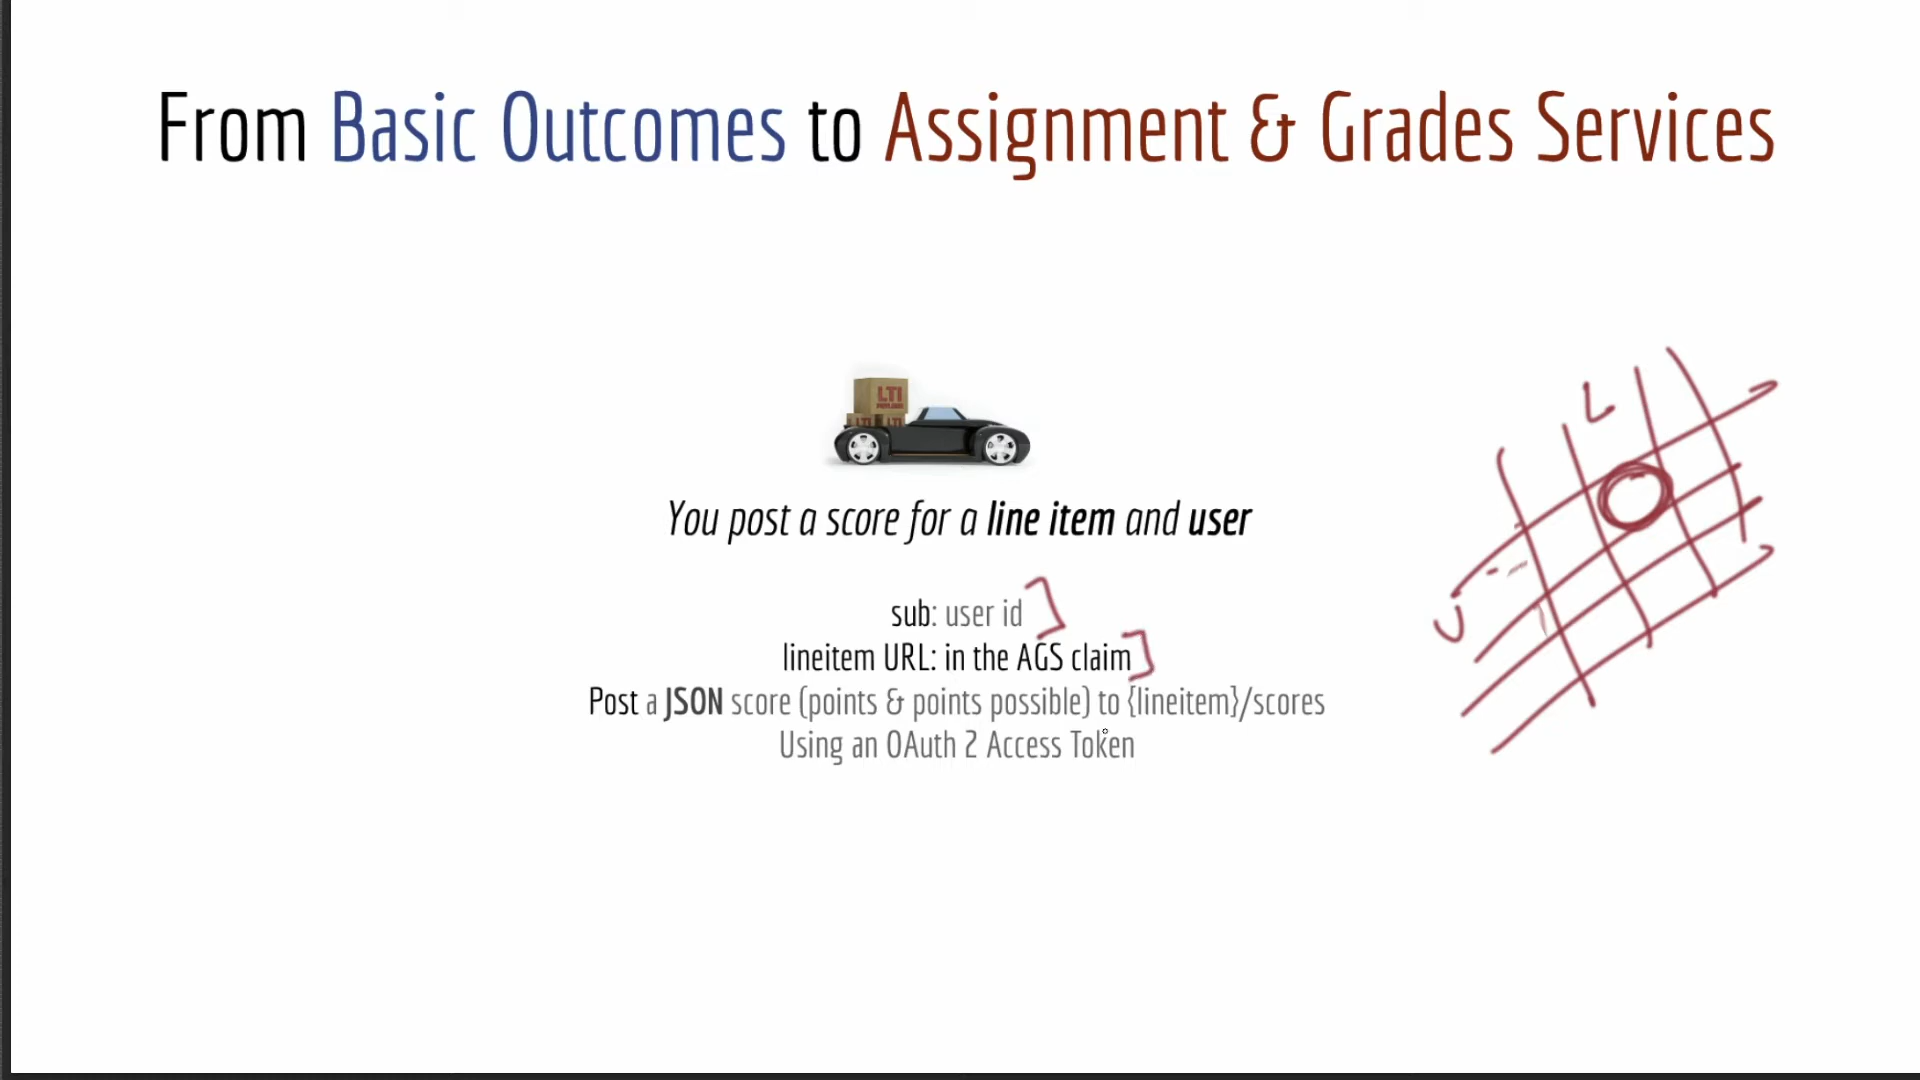 From Basic Outcomes to Assignment & Grades Services
LTI
LTI LTI
You post a score for a line item and user
sub: user id
lineitem URL: in the AGS claim
Post a JSON score (points & points possible) to {lineitem}/scores
Using an OAuth 2 Access Token
L
U